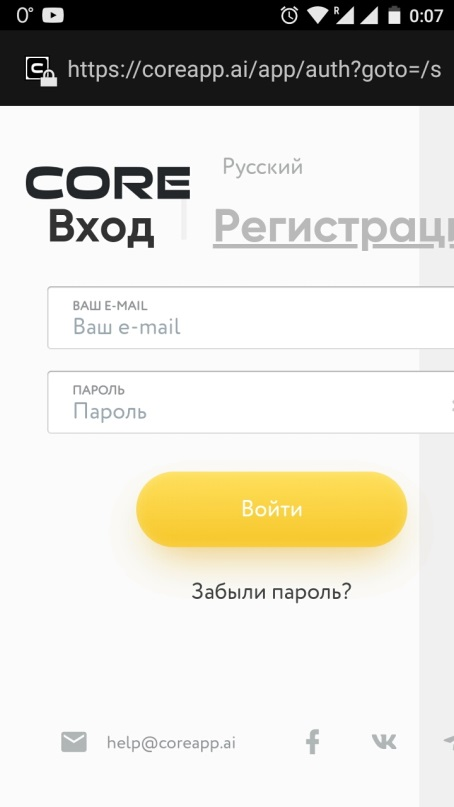 0° R 0:07
https://coreapp.ai/app/auth?goto=/s
CORE Русский
Вход Регистраци
ВАШ E-MAIL
Ваш e-mail
ПАРОЛЬ
Пароль
Войти
Забыли пароль?
help@coreapp.ai